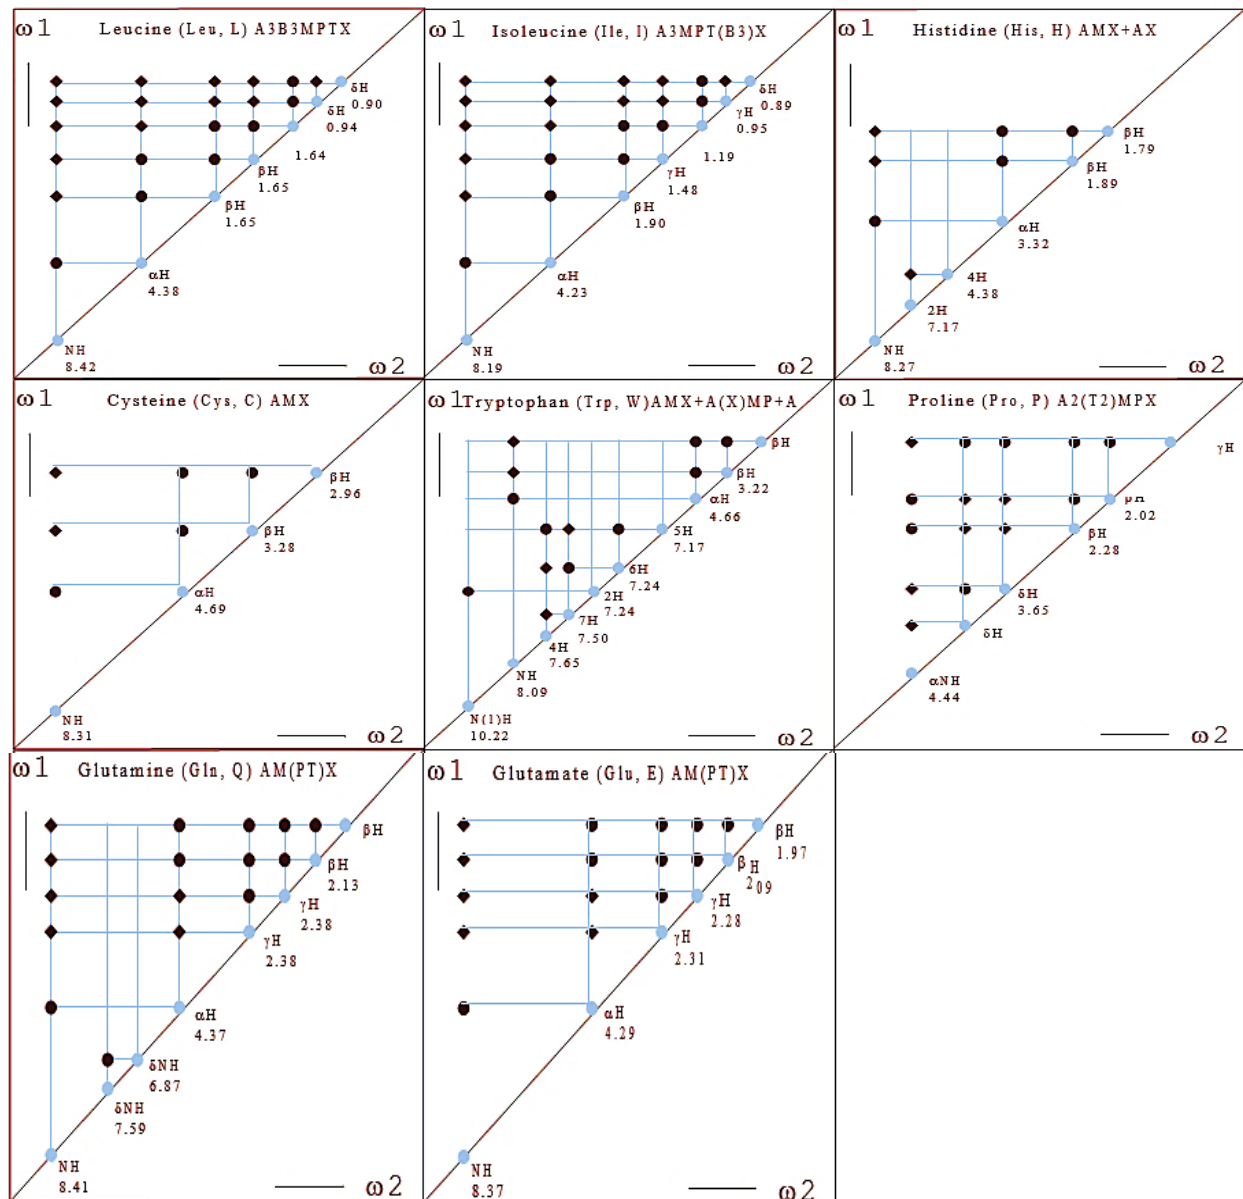 ω1 Leucine (Leu, L) A3B3MPTX
δH
0.90
δH
0.94
1.64
βH
1.65
βH
1.65
αH
4.38
NH
8.42
ω2
ω1 Isoleucine (Ile, I) A3MPT(B3)X
δH
0.89
γH
0.95
1.19
γH
1.48
βH
1.90
αH
4.23
NH
8.19
ω2
ω1
Histidine (His, H) AMX+AX
βH
1.79
βH
1.89
αH
3.32
4H
4.38
2H
7.17
NH
8.27
ω2
ω1
Cysteine (Cys, C) AMX
βH
2.96
βH
3.28
αH
4.69
NH
8.31
ω2
ω1 Tryptophan (Trp, W)AMX+A(X)MP+A
βH
βH
3.22
αH
4.66
5H
7.17
6H
7.24
2H
7.24
7H
7.50
4H
7.65
NH
8.09
N(1)H
10.22
ω2
ω1 Proline (Pro, P) A2(T2)MPX
γH
βH
2.02
βH
2.28
δH
3.65
δH
αNH
4.44
ω2
ω1 Glutamine (Gln, Q) AM(PT)X
βH
βH
2.13
γH
2.38
γH
2.38
αH
4.37
δNH
6.87
δNH
7.59
NH
8.41
ω2
ω1 Glutamate (Glu, E) AM(PT)X
βH
1.97
βH
209
γH
2.28
γH
2.31
αH
4.29
NH
8.37
ω2